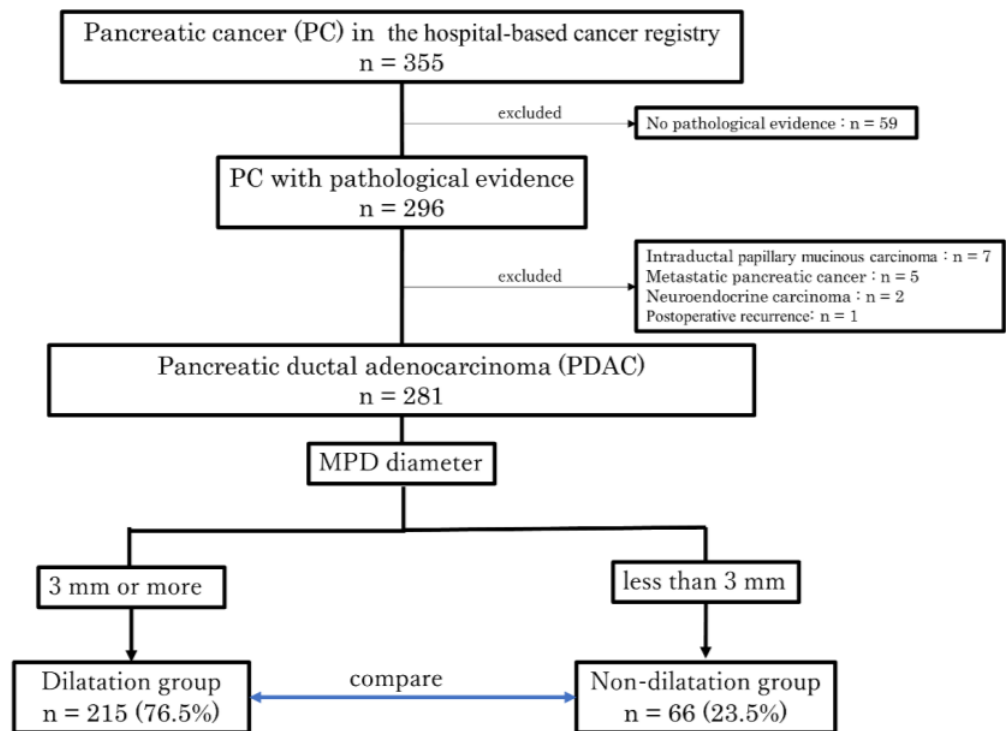 Pancreatic cancer (PC) in the hospital-based cancer registry
n = 355
excluded
No pathological evidence : n = 59
PC with pathological evidence
n = 296
excluded
Intraductal papillary mucinous carcinoma : n = 7
Metastatic pancreatic cancer : n = 5
Neuroendocrine carcinoma : n = 2
Postoperative recurrence: n = 1
Pancreatic ductal adenocarcinoma (PDAC)
n = 281
MPD diameter
3 mm or more
less than 3 mm
Dilatation group
n = 215 (76.5%)
compare
Non-dilatation group
n = 66 (23.5%)